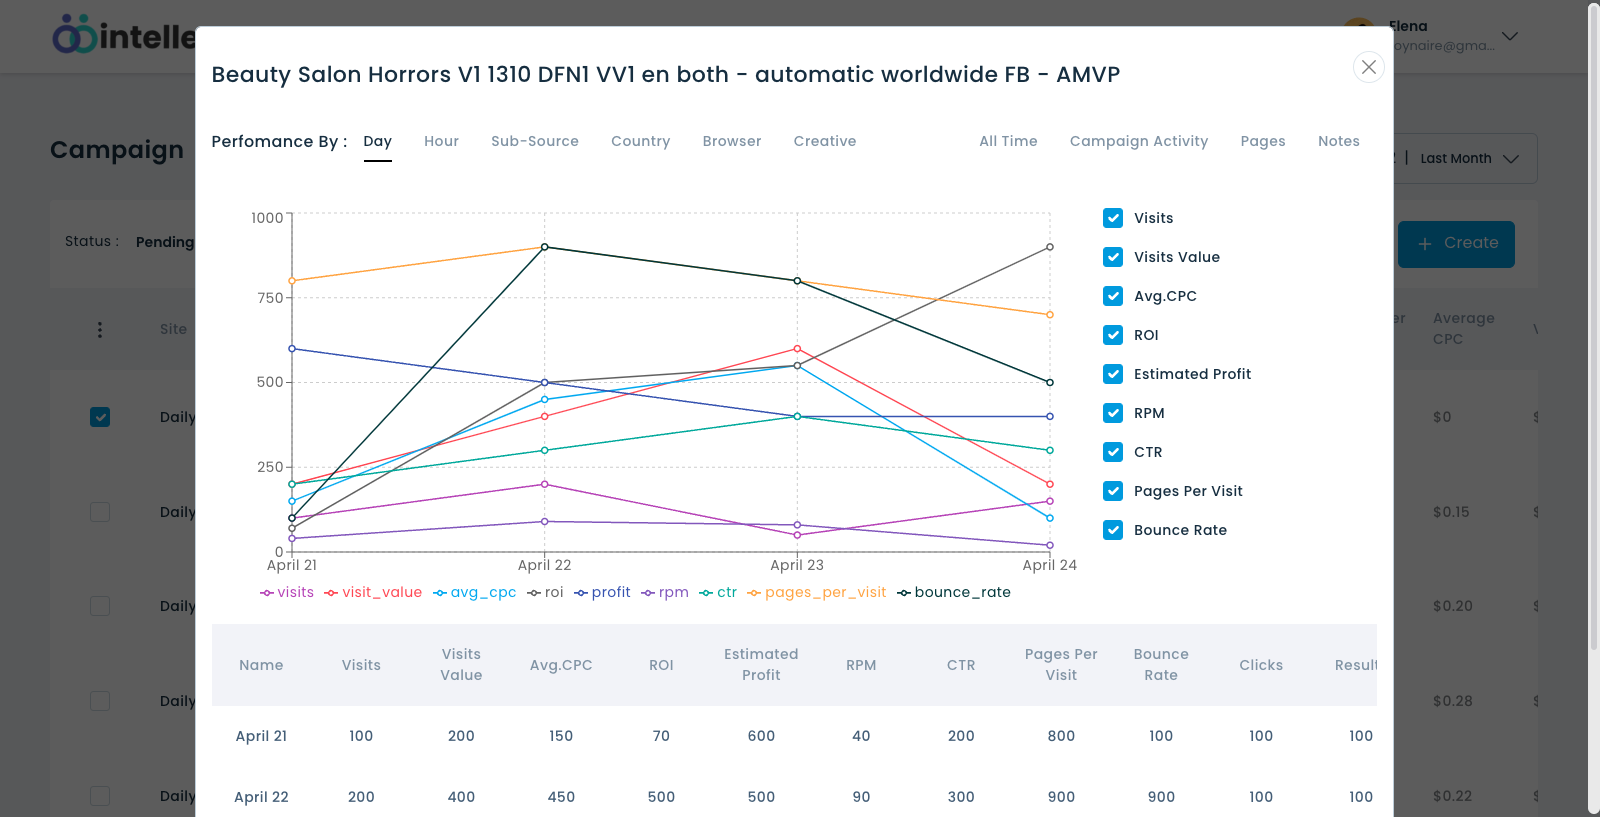 intelle
Elena
oynaire@gma...
Beauty Salon Horrors V1 1310 DFN1 VV1 en both - automatic worldwide FB - AMVP
Perfomance By : Day Hour Sub-Source Country Browser Creative All Time Campaign Activity Pages Notes
Campaign
| Last Month
Status : Pending
+ Create
1000
750
500
250
0
April 21 April 22 April 23 April 24
visits visit_value avg_cpc roi profit rpm ctr pages_per_visit bounce_rate
Visits
Visits Value
Avg.CPC
ROI
Estimated Profit
RPM
CTR
Pages Per Visit
Bounce Rate
Site
er
Average
CPC
Daily
$0
Daily
$0.15
Daily
$0.20
Daily
$0.28
Daily
$0.22
Name Visits Visits Value Avg.CPC ROI Estimated Profit RPM CTR Pages Per Visit Bounce Rate Clicks Result
April 21 100 200 150 70 600 40 200 800 100 100 100
April 22 200 400 450 500 500 90 300 900 900 100 100